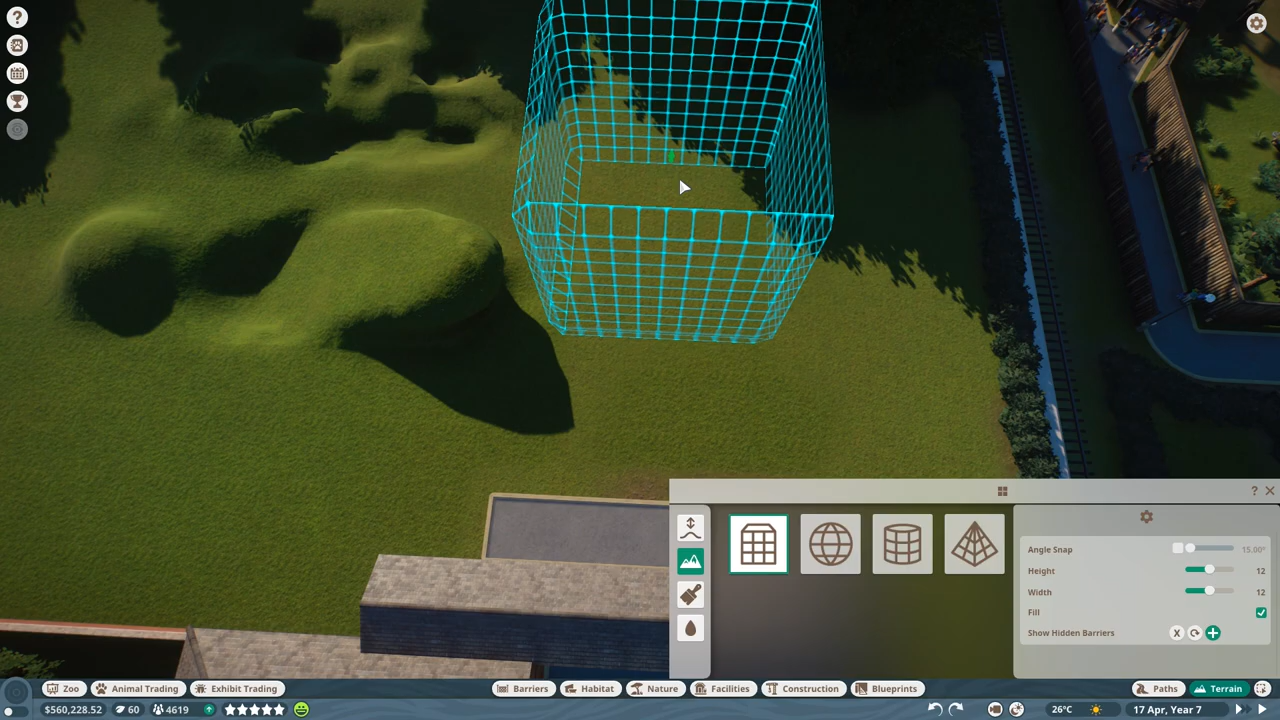 ?
? X
Angle Snap 15.00°
Height 12
Width 12
Fill
Show Hidden Barriers X
Zoo Animal Trading Exhibit Trading Barriers Habitat Nature Facilities Construction Blueprints Paths Terrain
$560,228.52 60 4619 26°C 17 Apr, Year 7